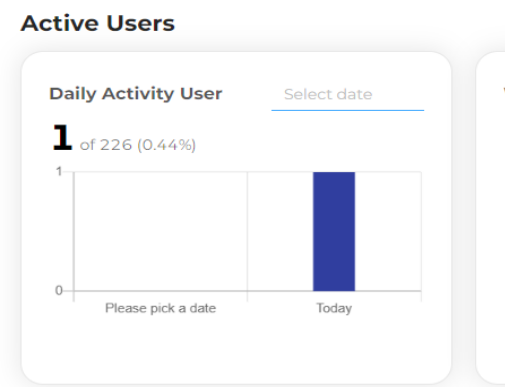 Active Users
Daily Activity User
Select date
1 of 226 (0.44%)
1
0
Please pick a date
Today